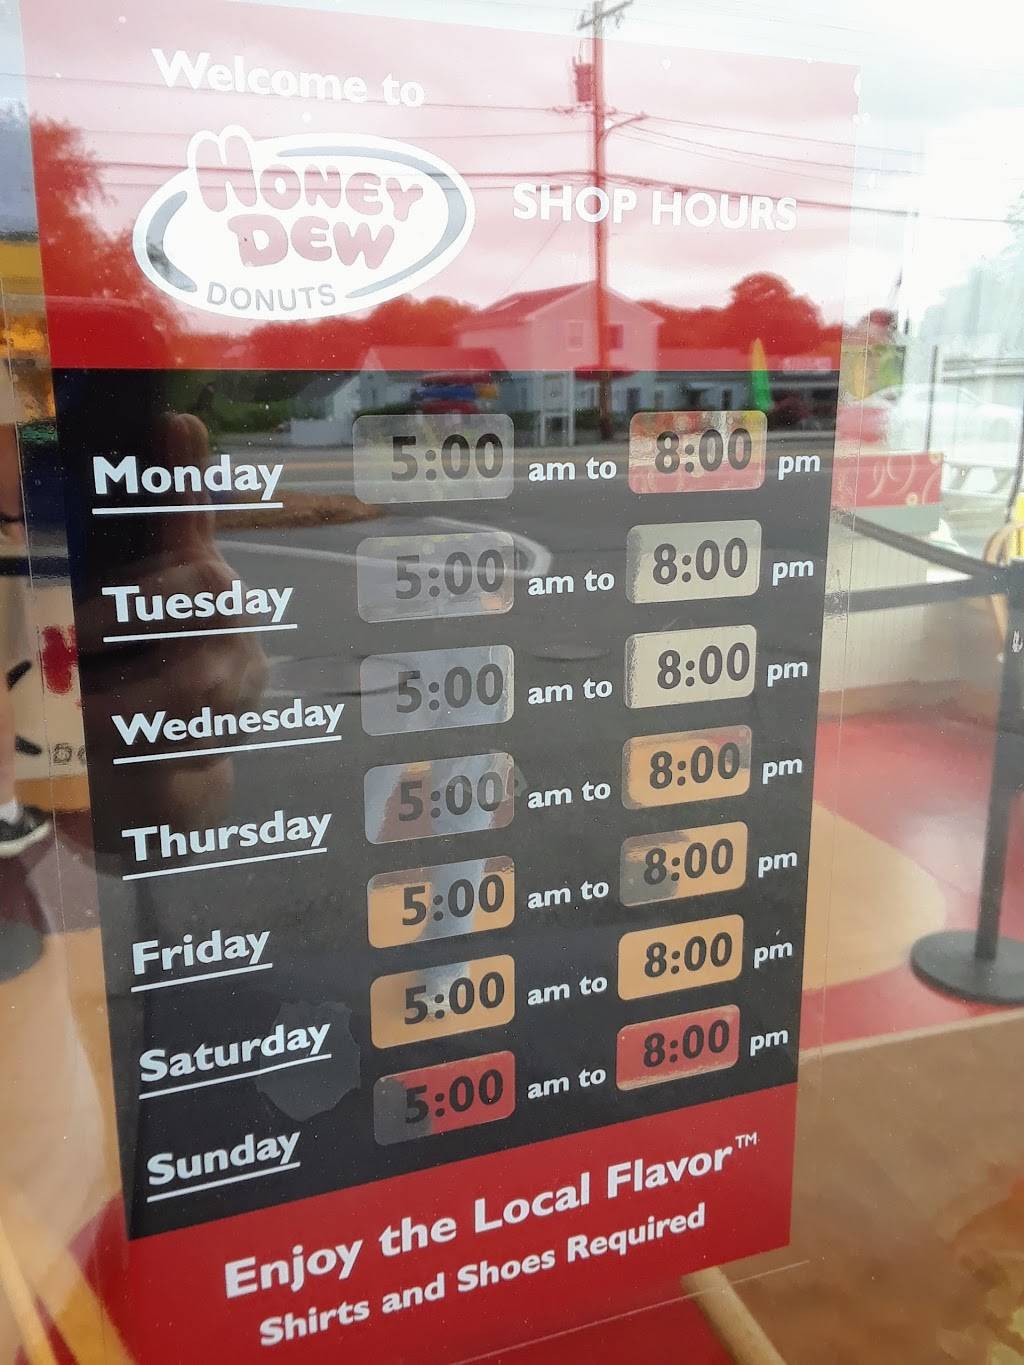 Welcome to
HONEY
DEW
DONUTS
SHOP HOURS
Monday 5:00 am to 8:00 pm
Tuesday 5:00 am to 8:00 pm
Wednesday 5:00 am to 8:00 pm
Thursday 5:00 am to 8:00 pm
Friday 5:00 am to 8:00 pm
Saturday 5:00 am to 8:00 pm
Sunday 5:00 am to 8:00 pm
Enjoy the Local Flavor™
Shirts and Shoes Required